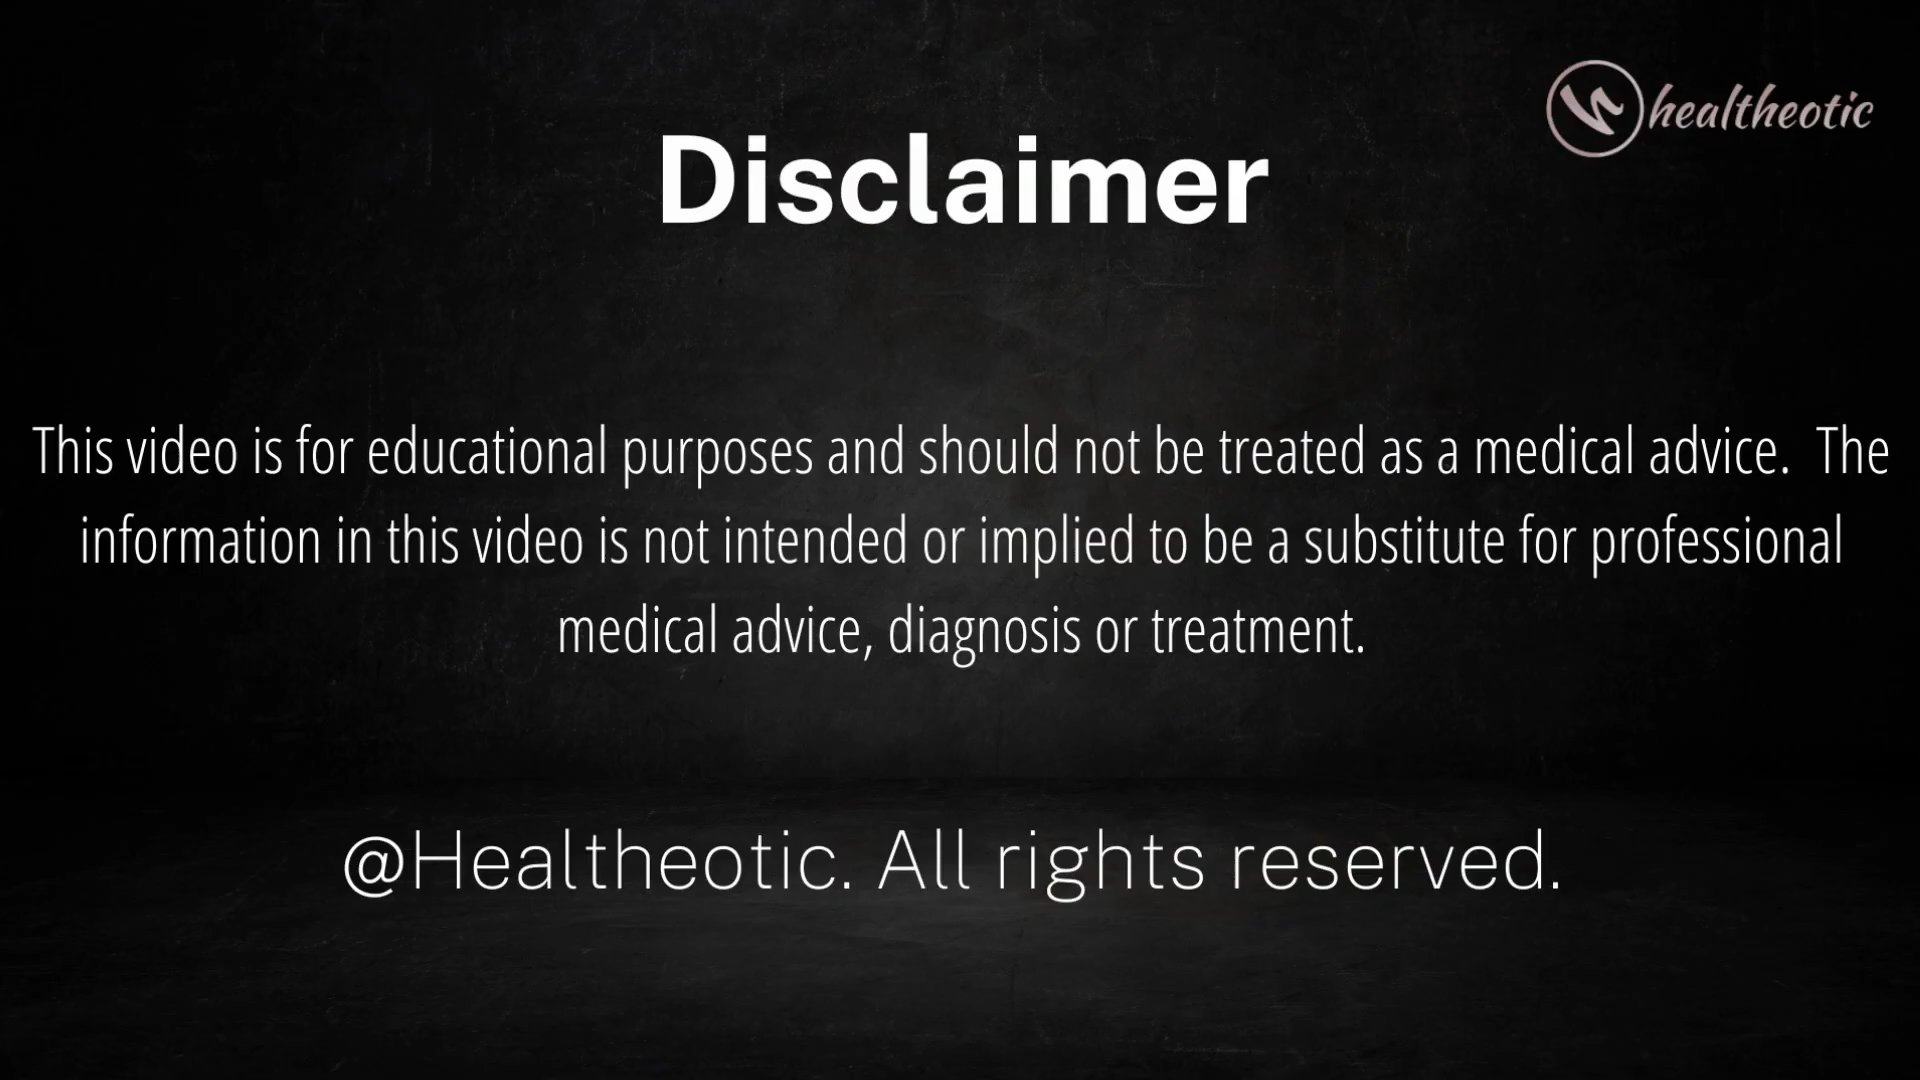 healtheotic
Disclaimer
This video is for educational purposes and should not be treated as a medical advice.  The
information in this video is not intended or implied to be a substitute for professional
medical advice, diagnosis or treatment.
@Healtheotic. All rights reserved.